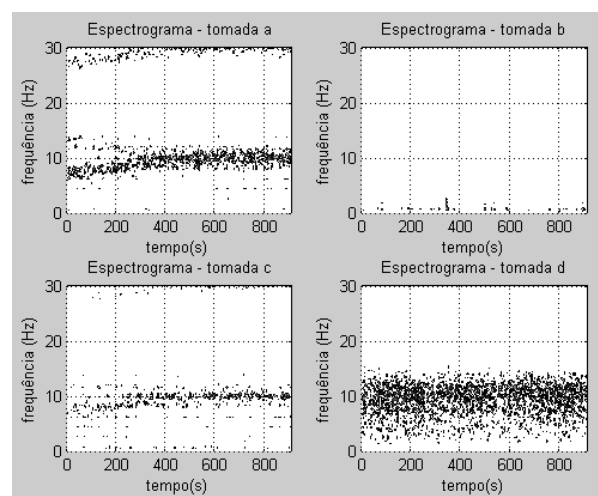 Espectrograma - tomada a
frequência (Hz)
30
20
10
0
0 200 400 600 800
tempo(s)
Espectrograma - tomada b
frequência (Hz)
30
20
10
0
0 200 400 600 800
tempo(s)
Espectrograma - tomada c
frequência (Hz)
30
20
10
0
0 200 400 600 800
tempo(s)
Espectrograma - tomada d
frequência (Hz)
30
20
10
0
0 200 400 600 800
tempo(s)